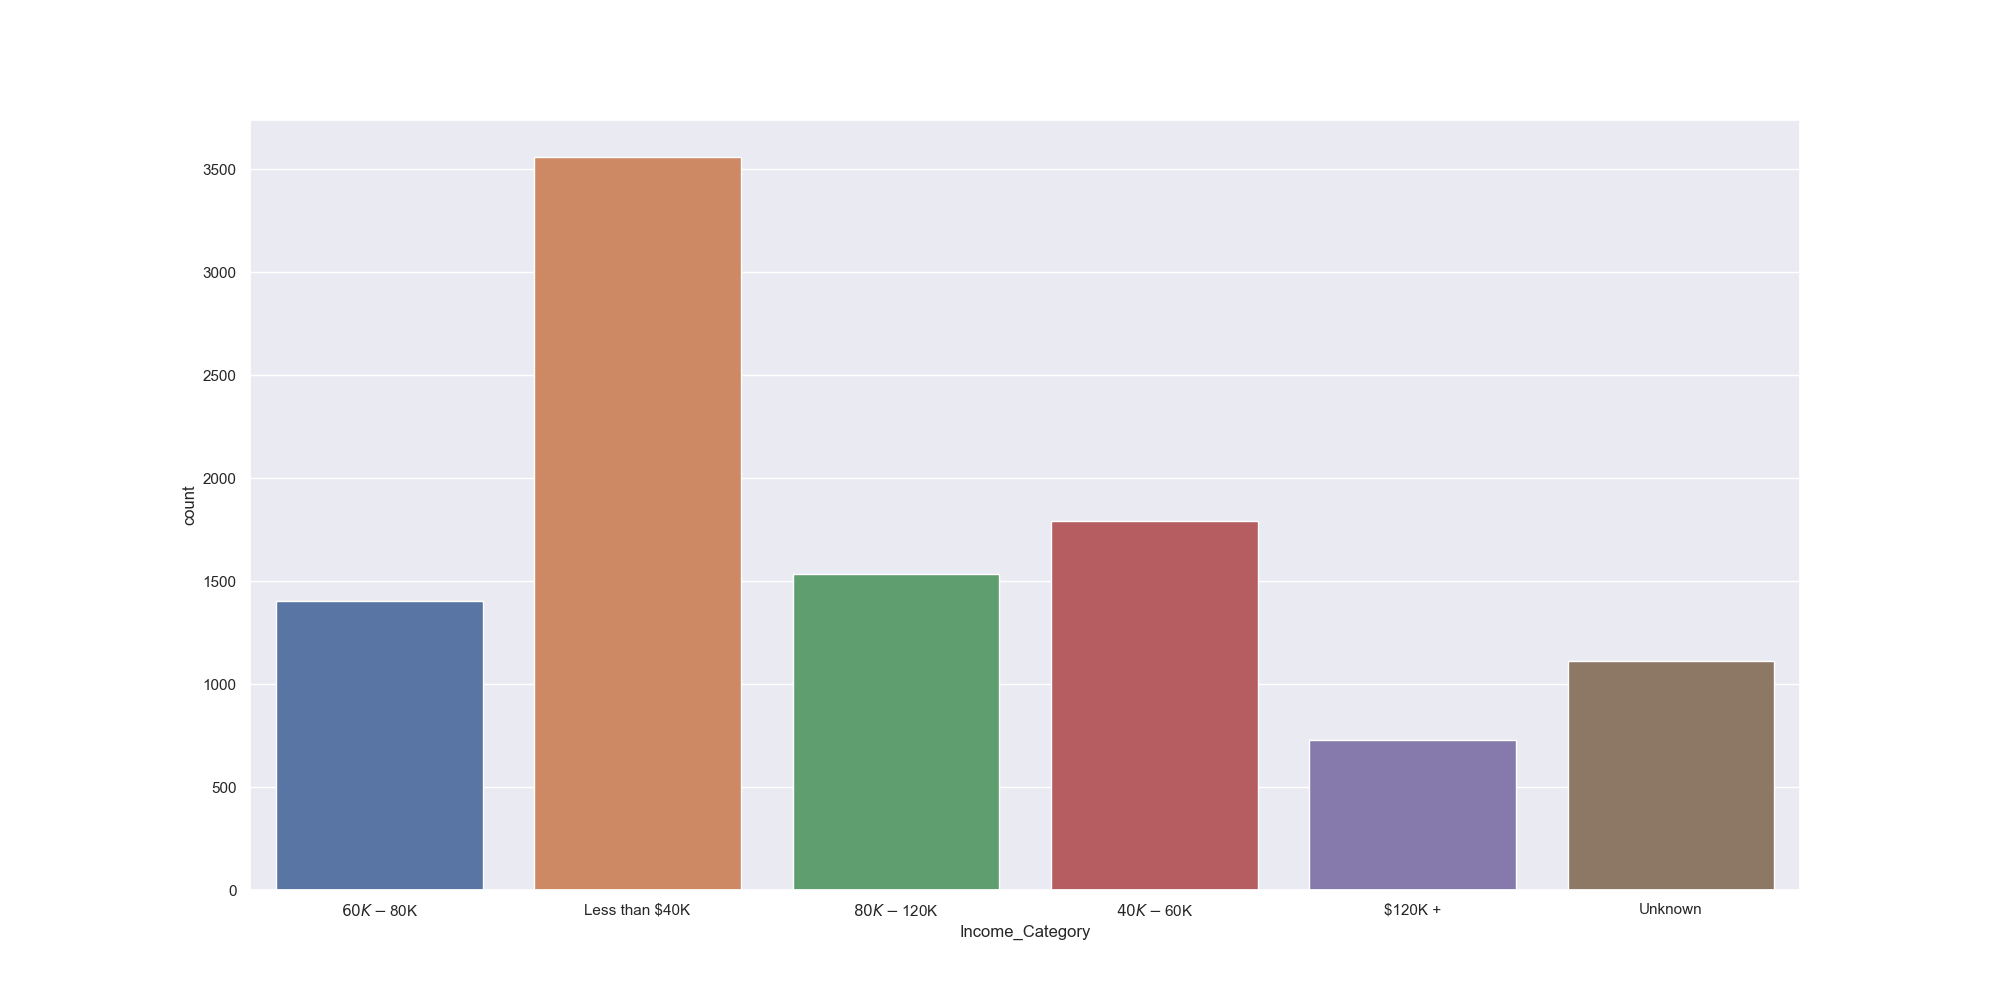 3500
3000
2500
2000
1500
1000
500
0
count
60K – 80K
Less than $40K
80K – 120K
40K – 60K
$120K +
Unknown
Income_Category